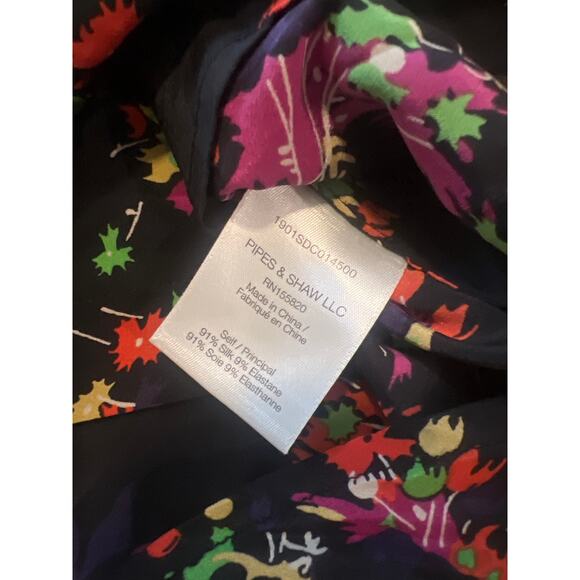 1901SDC014500
PIPES & SHAW LLC
RN155820
Made in China /
Fabriqué en Chine
Self / Principal
91% Silk 9% Elastane
91% Soie 9% Elasthanne